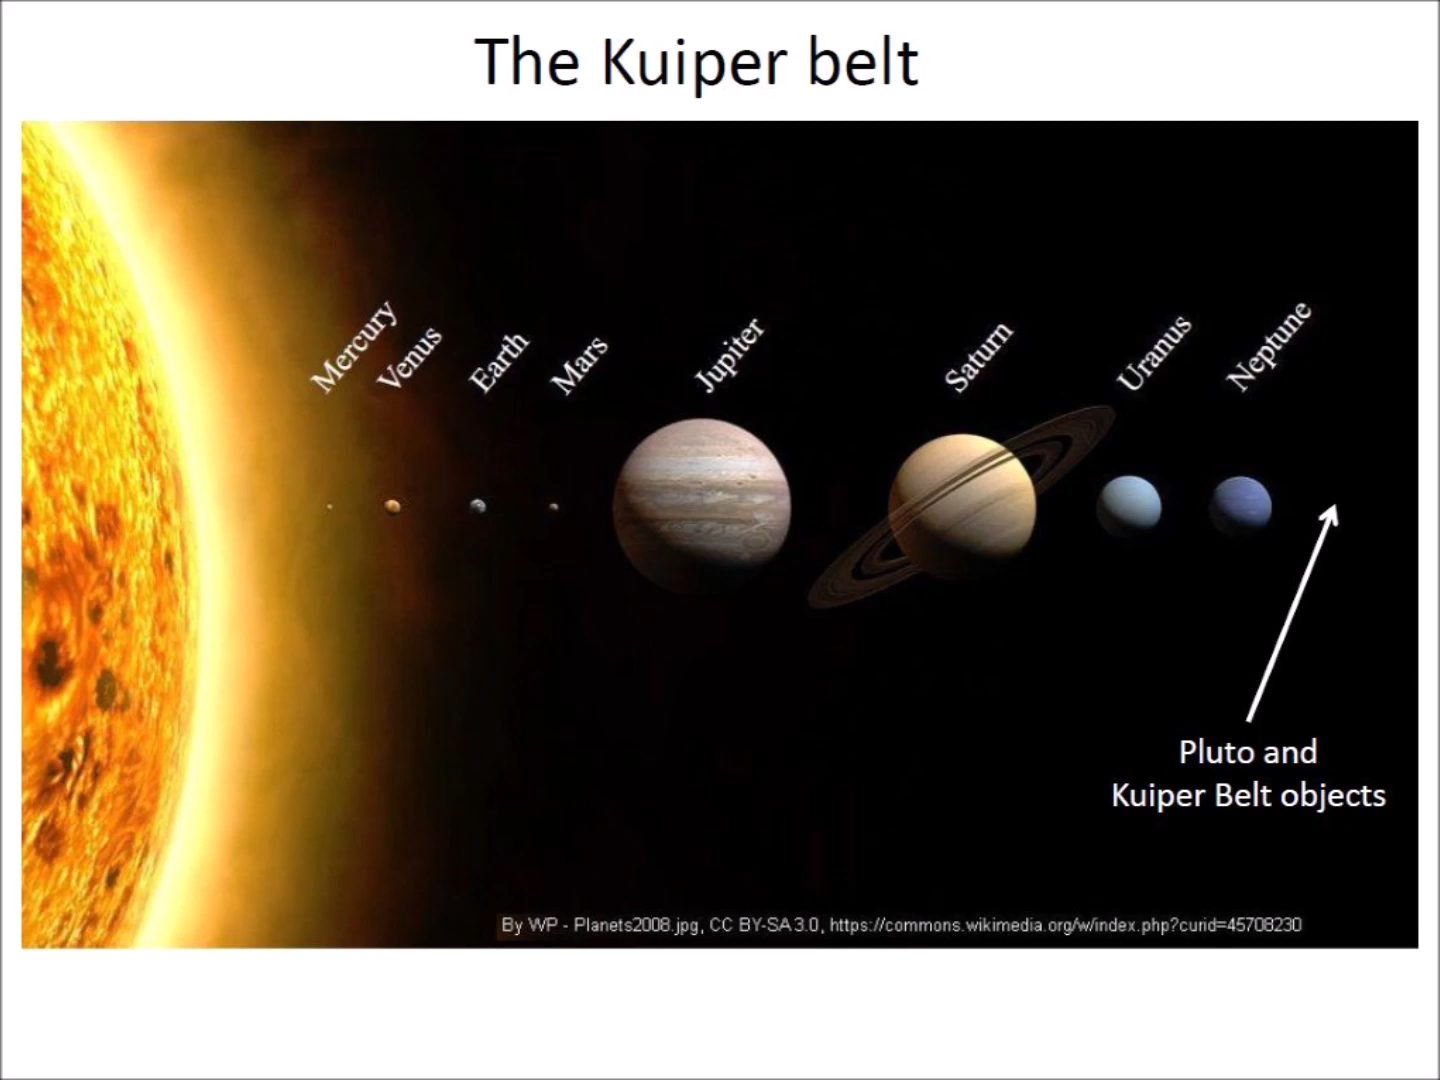 The Kuiper belt
Mercury
Venus
Earth
Mars
Jupiter
Saturn
Uranus
Neptune
Pluto and
Kuiper Belt objects
By WP - Planets2008.jpg, CC BY-SA 3.0, https://commons.wikimedia.org/w/index.php?curid=45708230